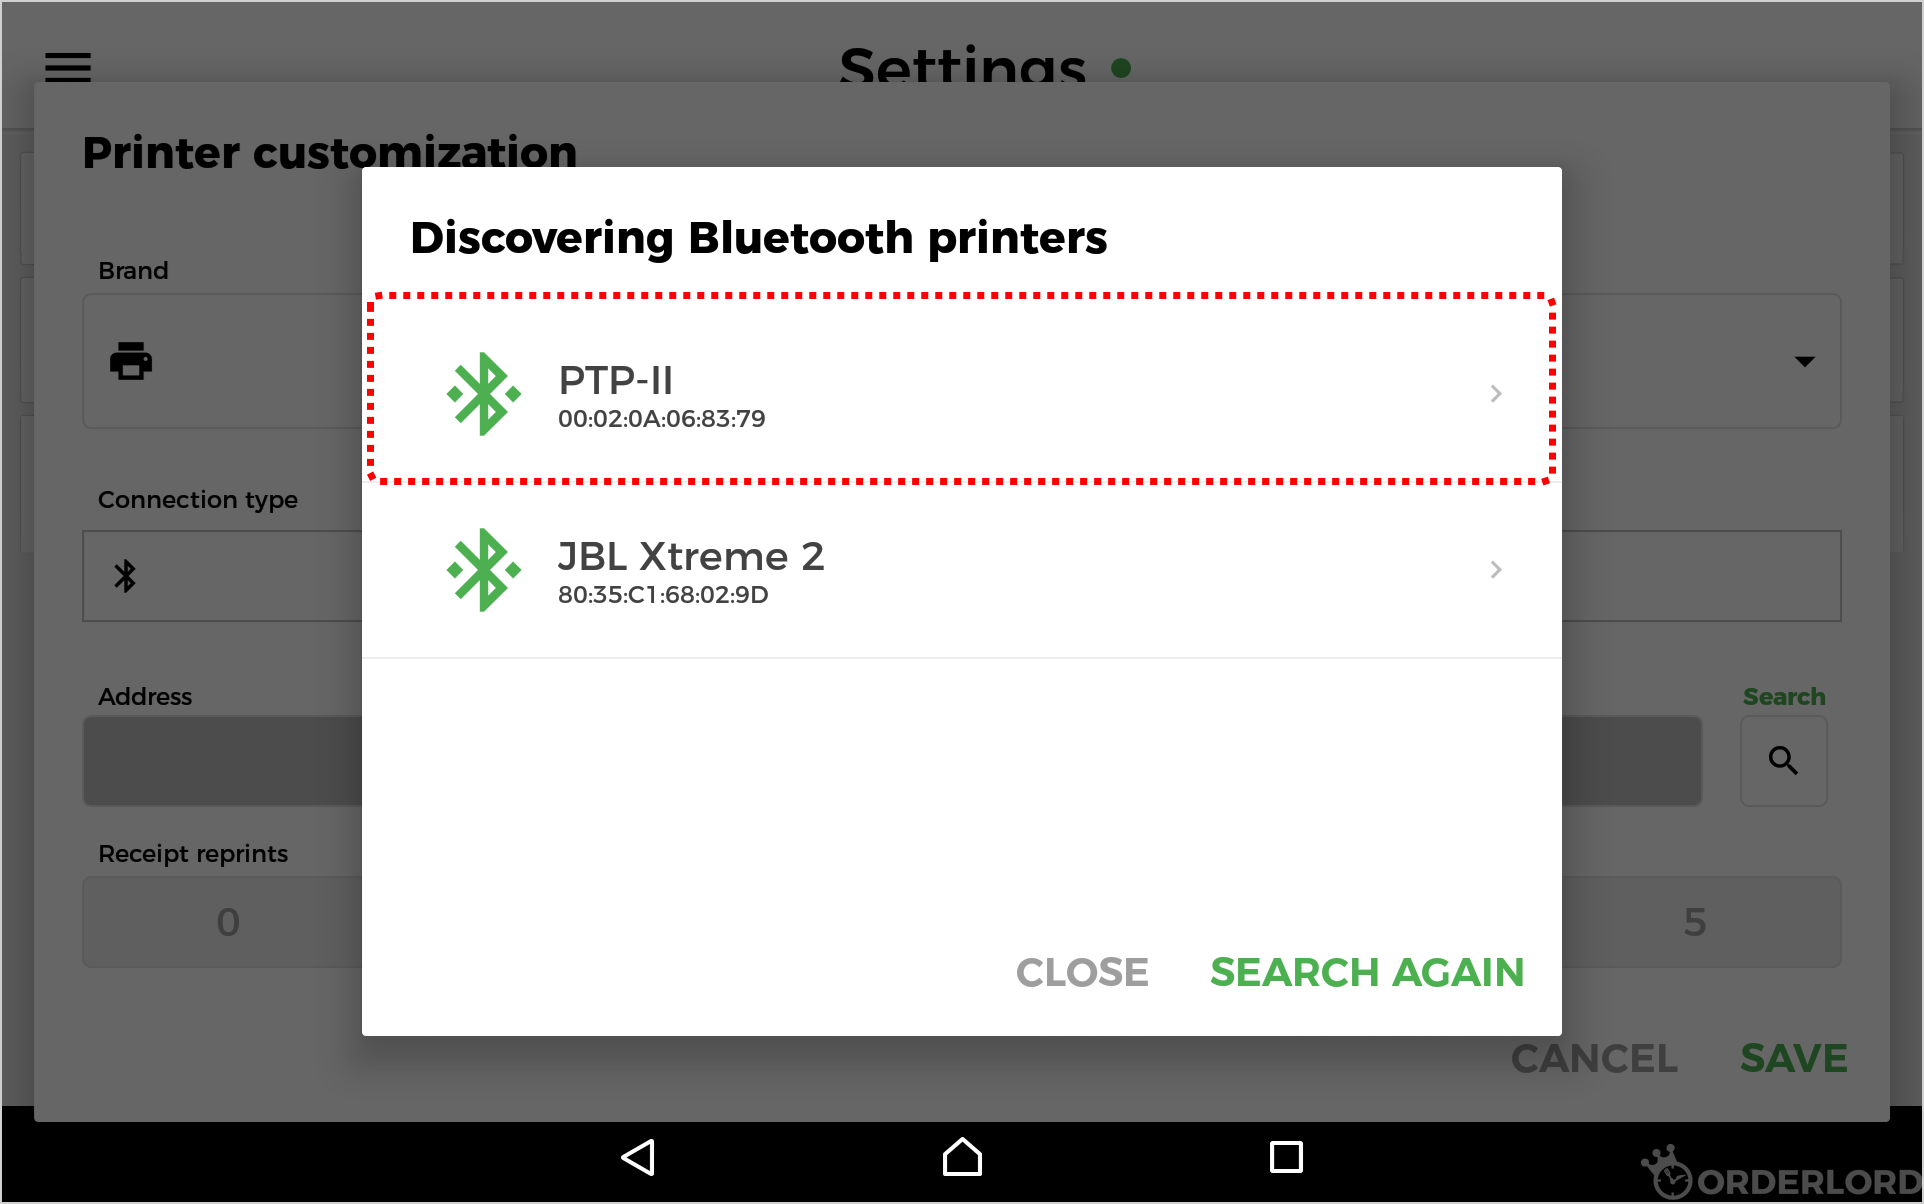 Settings
Printer customization
Discovering Bluetooth printers
Brand
PTP-II
00:02:0A:06:83:79
Connection type
JBL Xtreme 2
80:35:C1:68:02:9D
Address
Search
Receipt reprints
0
5
CLOSE
SEARCH AGAIN
CANCEL
SAVE
ORDERLORD